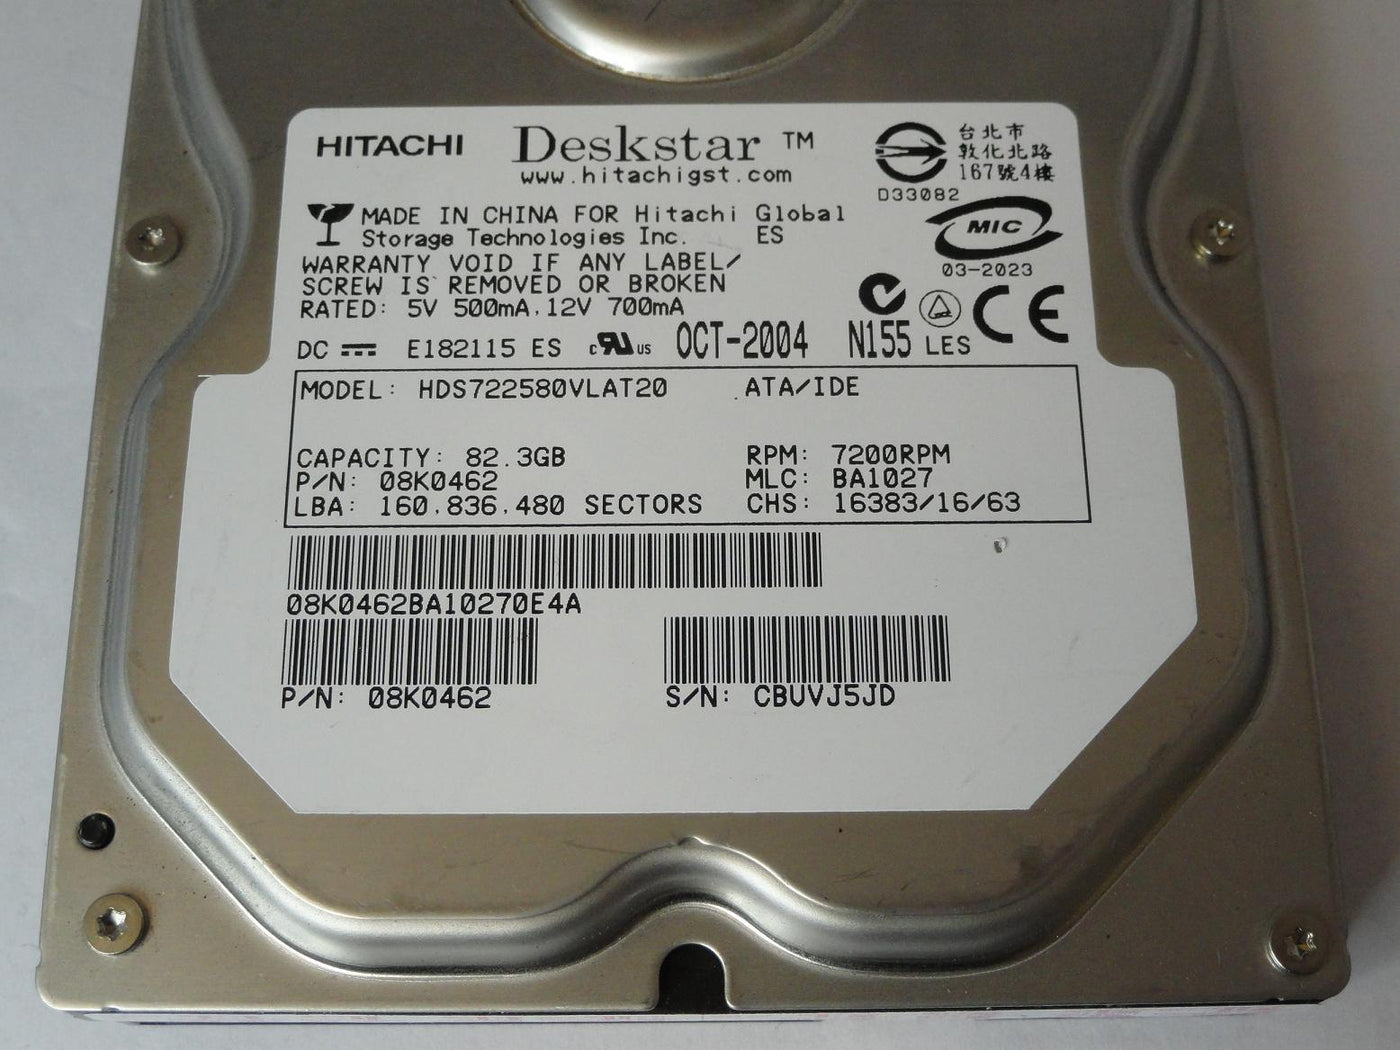 HITACHI Deskstar ™
www.hitachigst.com
台北市
敦化北路
167號4樓
D33082
MADE IN CHINA FOR Hitachi Global
Storage Technologies Inc. ES
MIC
WARRANTY VOID IF ANY LABEL/
SCREW IS REMOVED OR BROKEN
03-2023
RATED: 5V 500mA.12V 700mA
DC E182115 ES c RU us OCT-2004 N155 LES CE
MODEL: HDS722580VLAT20 ATA/IDE
CAPACITY: 82.3GB RPM: 7200RPM
P/N: 08K0462 MLC: BA1027
LBA: 160.836.480 SECTORS CHS: 16383/16/63
08K0462BA10270E4A
P/N: 08K0462 S/N: CBUVJ5JD